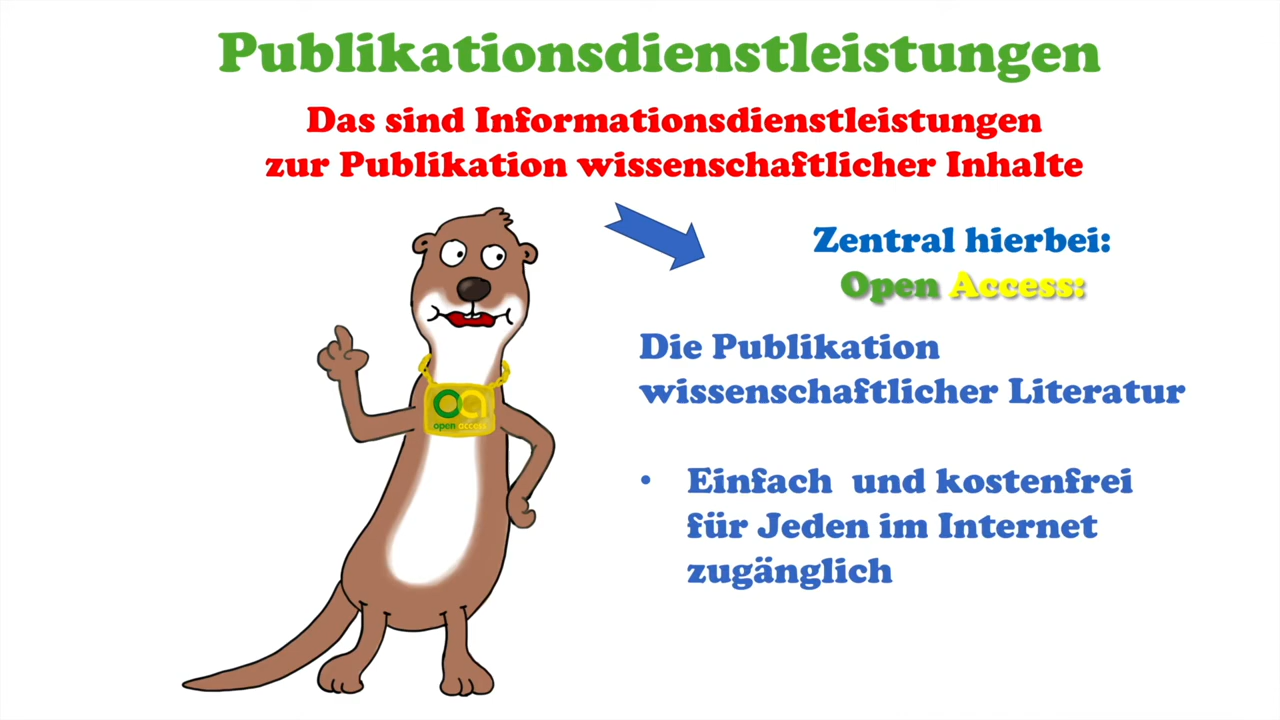 Publikationsdienstleistungen
Das sind Informationsdienstleistungen
zur Publikation wissenschaftlicher Inhalte
Zentral hierbei:
Open Access:
Die Publikation
wissenschaftlicher Literatur
• Einfach und kostenfrei
für Jeden im Internet
zugänglich
oa
open access